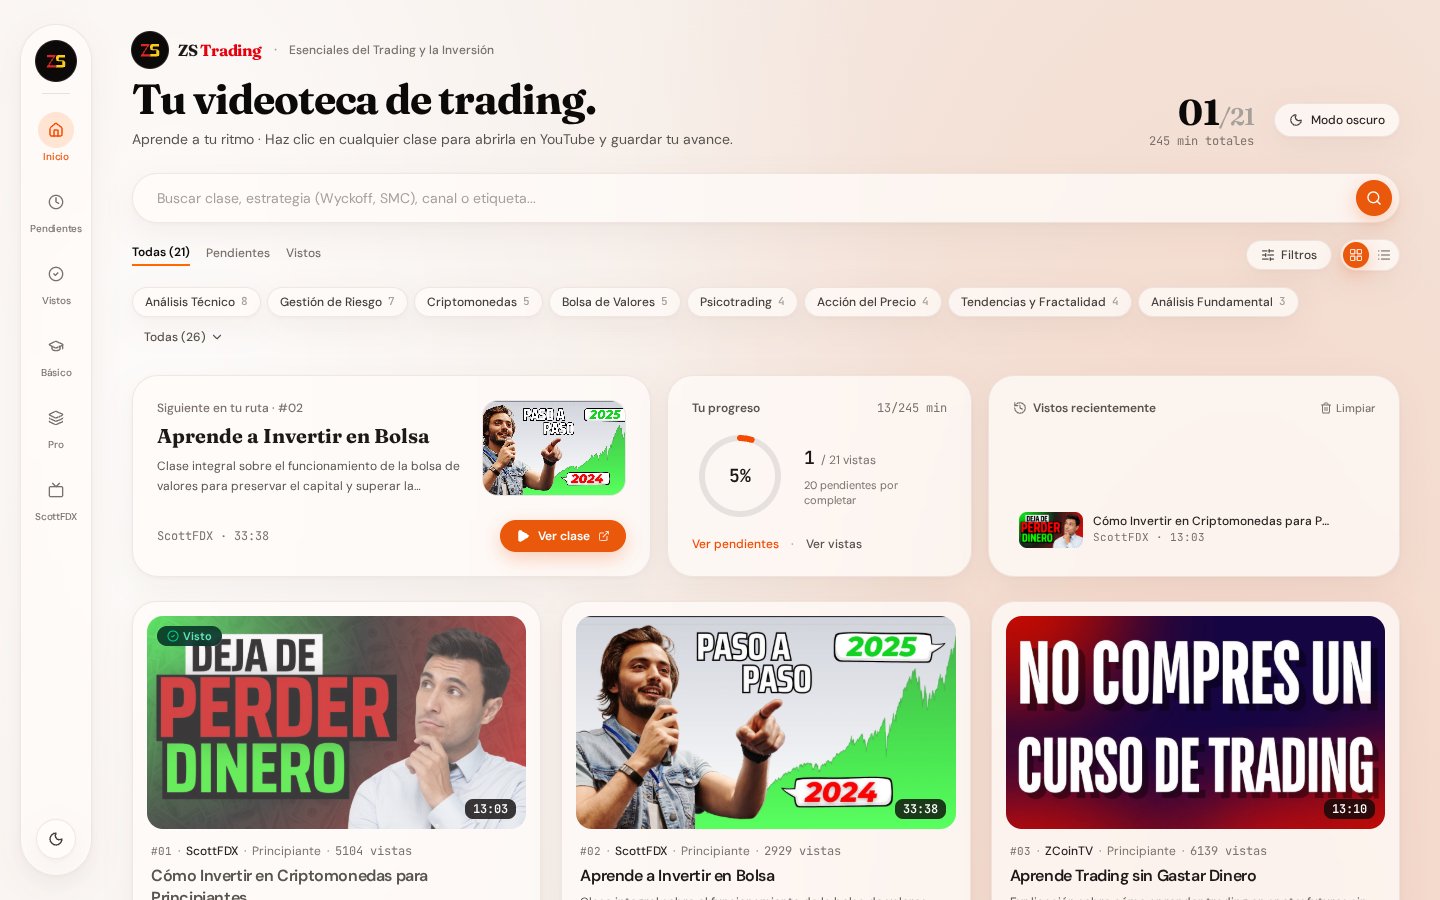 ZS
ZS
ZS Trading · Esenciales del Trading y la Inversión
Tu videoteca de trading.
Aprende a tu ritmo · Haz clic en cualquier clase para abrirla en YouTube y guardar tu avance.
01/21
245 min totales
Modo oscuro
Inicio
Pendientes
Vistos
Básico
Pro
ScottFDX
Buscar clase, estrategia (Wyckoff, SMC), canal o etiqueta...
Todas (21) Pendientes Vistos
Filtros
Análisis Técnico 8 Gestión de Riesgo 7 Criptomonedas 5 Bolsa de Valores 5 Psicotrading 4 Acción del Precio 4 Tendencias y Fractalidad 4 Análisis Fundamental 3
Todas (26)
Siguiente en tu ruta · #02
Aprende a Invertir en Bolsa
Clase integral sobre el funcionamiento de la bolsa de
valores para preservar el capital y superar la…
ScottFDX · 33:38
Ver clase
PASO A
PASO
2025
2024
Tu progreso
13/245 min
5%
1 / 21 vistas
20 pendientes por
completar
Ver pendientes · Ver vistas
Vistos recientemente
Limpiar
DEJA DE
PERDER
DINERO
Cómo Invertir en Criptomonedas para P…
ScottFDX · 13:03
Visto
DEJA DE
PERDER
DINERO
13:03
#01 · ScottFDX · Principiante · 5104 vistas
Cómo Invertir en Criptomonedas para
Principiantes
PASO A
PASO
2025
2024
33:38
#02 · ScottFDX · Principiante · 2929 vistas
Aprende a Invertir en Bolsa
NO COMPRES UN
CURSO DE TRADING
13:10
#03 · ZCoinTV · Principiante · 6139 vistas
Aprende Trading sin Gastar Dinero